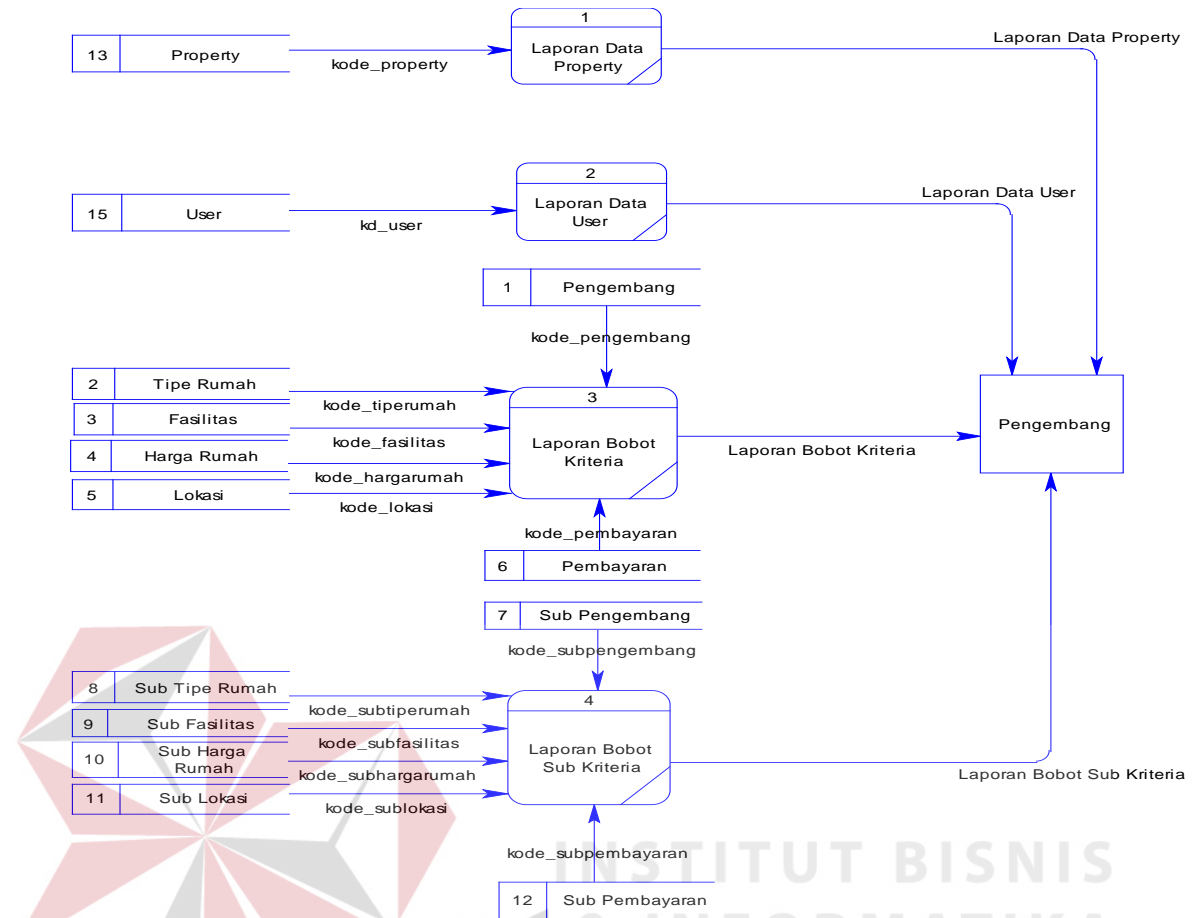 1
13 Property
kode_property
Laporan Data
Property
Laporan Data Property
2
15 User
kd_user
Laporan Data
User
Laporan Data User
1 Pengembang
kode_pengembang
2 Tipe Rumah
kode_tiperumah
3 Fasilitas
kode_fasilitas
4 Harga Rumah
kode_hargarumah
5 Lokasi
kode_lokasi
3
Laporan Bobot
Kriteria
Laporan Bobot Kriteria
Pengembang
kode_pembayaran
6 Pembayaran
7 Sub Pengembang
kode_subpengembang
8 Sub Tipe Rumah
kode_subtiperumah
9 Sub Fasilitas
kode_subfasilitas
10 Sub Harga
Rumah
kode_subhargarumah
11 Sub Lokasi
kode_sublokasi
4
Laporan Bobot
Sub Kriteria
Laporan Bobot Sub Kriteria
kode_subpembayaran
12 Sub Pembayaran
INSTITUT BISNIS
& INFORMATIKA